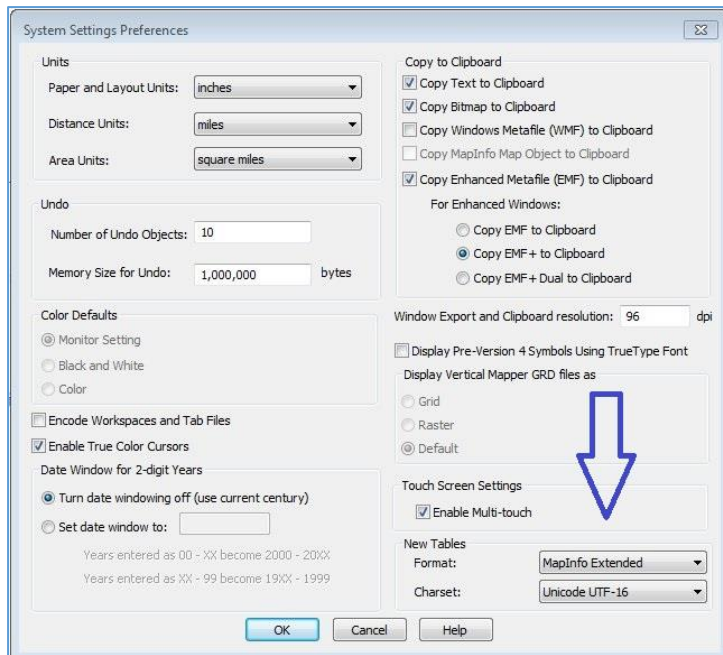 System Settings Preferences
Units
Paper and Layout Units: inches
Distance Units: miles
Area Units: square miles
Undo
Number of Undo Objects: 10
Memory Size for Undo: 1,000,000 bytes
Color Defaults
Monitor Setting
Black and White
Color
Encode Workspaces and Tab Files
Enable True Color Cursors
Date Window for 2-digit Years
Turn date windowing off (use current century)
Set date window to:
Years entered as 00 - XX become 2000 - 20XX
Years entered as XX - 99 become 19XX - 1999
Copy to Clipboard
Copy Text to Clipboard
Copy Bitmap to Clipboard
Copy Windows Metafile (WMF) to Clipboard
Copy MapInfo Map Object to Clipboard
Copy Enhanced Metafile (EMF) to Clipboard
For Enhanced Windows:
Copy EMF to Clipboard
Copy EMF+ to Clipboard
Copy EMF+ Dual to Clipboard
Window Export and Clipboard resolution: 96 dpi
Display Pre-Version 4 Symbols Using TrueType Font
Display Vertical Mapper GRD files as
Grid
Raster
Default
Touch Screen Settings
Enable Multi-touch
New Tables
Format: MapInfo Extended
Charset: Unicode UTF-16
OK Cancel Help